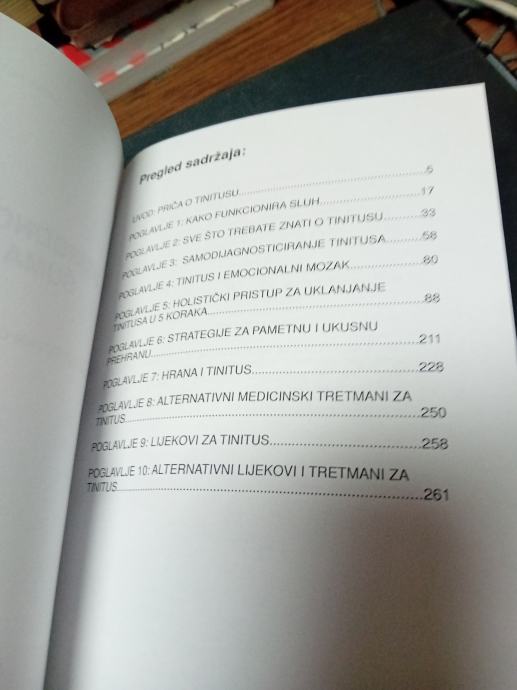 Pregled sadržaja:
UVOD: PRIČA O TINITUSU..........5
POGLAVLJE 1: KAKO FUNKCIONIRA SLUH..........17
POGLAVLJE 2: SVE ŠTO TREBATE ZNATI O TINITUSU..........33
POGLAVLJE 3: SAMODIJAGNOSTICIRANJE TINITUSA..........58
POGLAVLJE 4: TINITUS I EMOCIONALNI MOZAK..........80
POGLAVLJE 5: HOLISTIČKI PRISTUP ZA UKLANJANJE
TINITUSA U 5 KORAKA..........88
POGLAVLJE 6: STRATEGIJE ZA PAMETNU I UKUSNU
PREHRANU..........211
POGLAVLJE 7: HRANA I TINITUS..........228
POGLAVLJE 8: ALTERNATIVNI MEDICINSKI TRETMANI ZA
TINITUS..........250
POGLAVLJE 9: LIJEKOVI ZA TINITUS..........258
POGLAVLJE 10: ALTERNATIVNI LIJEKOVI I TRETMANI ZA
TINITUS..........261